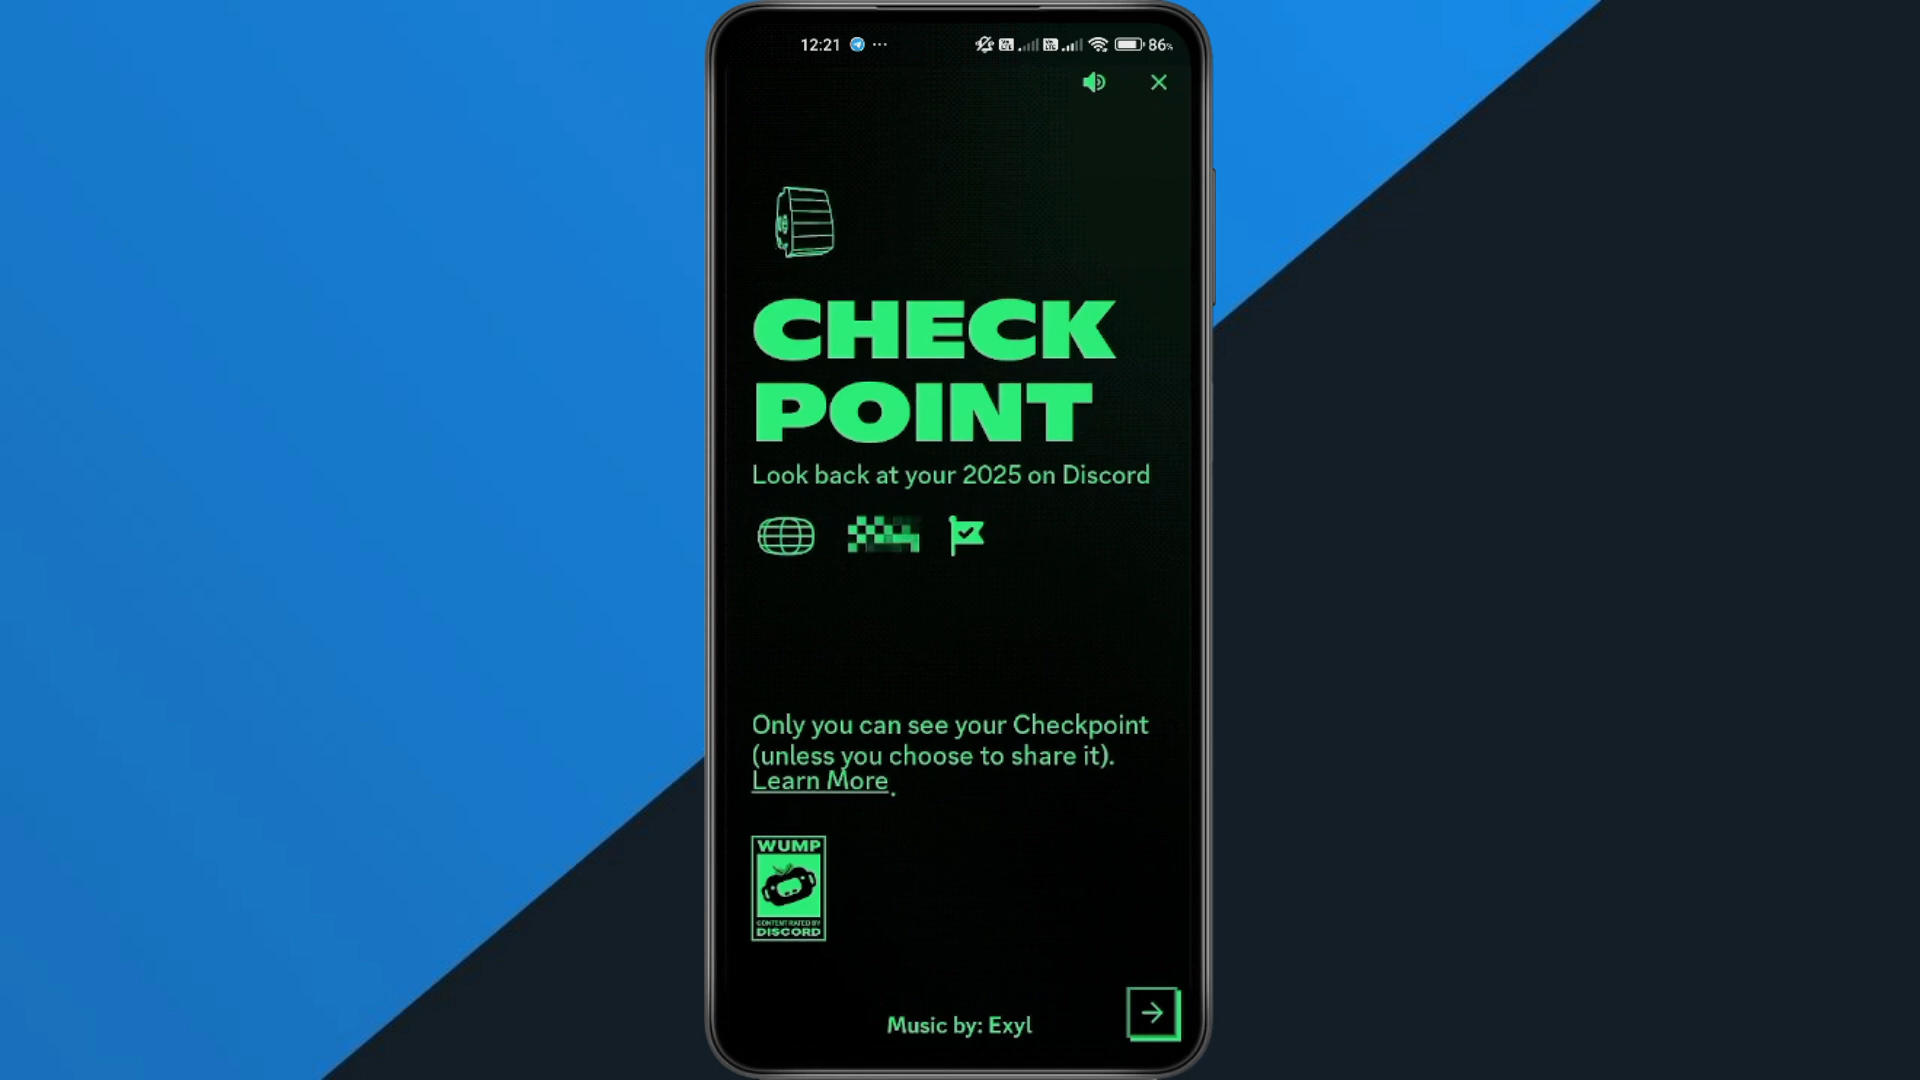 12:21 86%
CHECK
POINT
Look back at your 2025 on Discord
Only you can see your Checkpoint
(unless you choose to share it).
Learn More.
WUMP
CONTENT RATED BY
DISCORD
Music by: Exyl